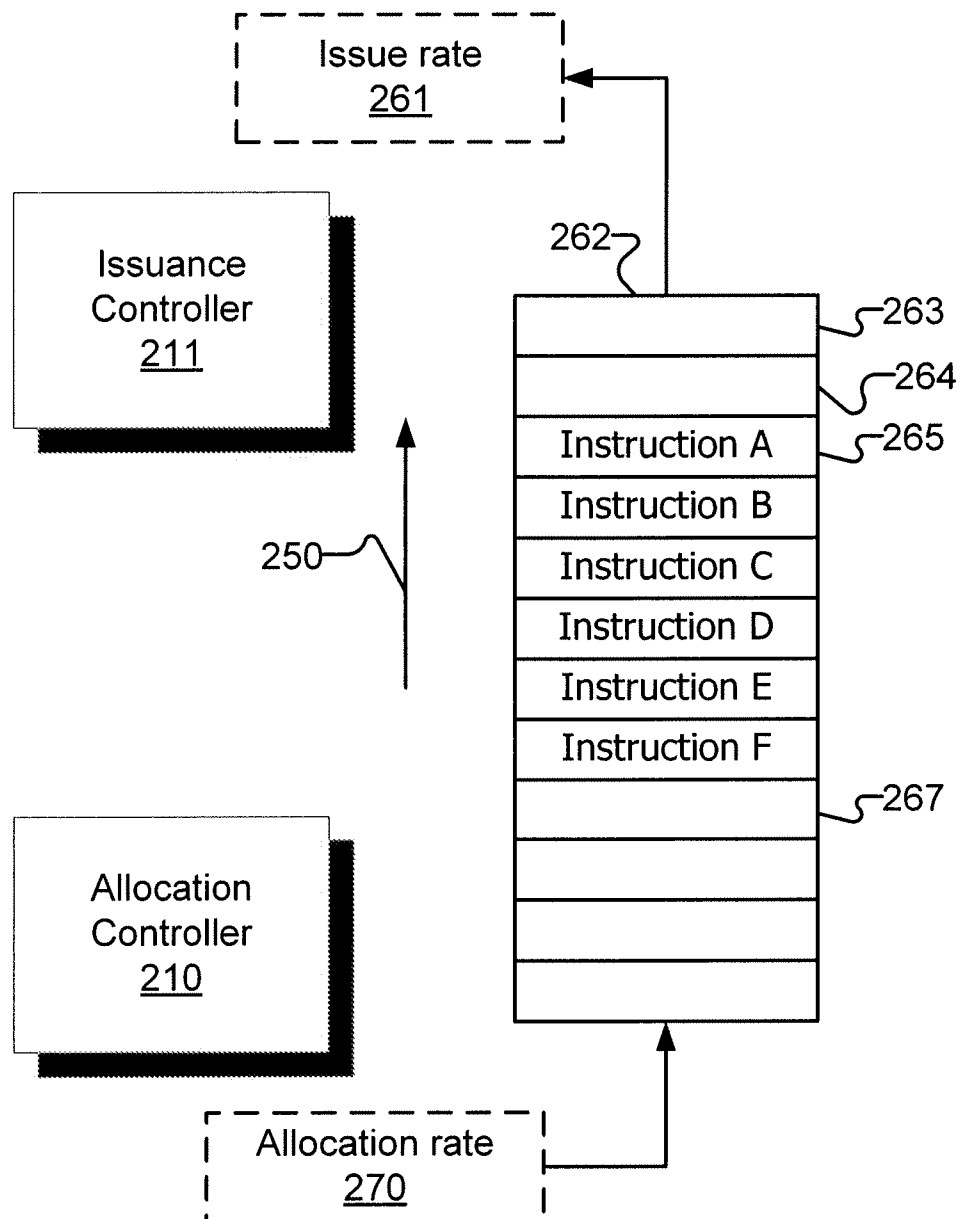 Issue rate
261
Issuance
Controller
211
262
263
264
Instruction A
265
Instruction B
250
Instruction C
Instruction D
Instruction E
Instruction F
267
Allocation
Controller
210
Allocation rate
270